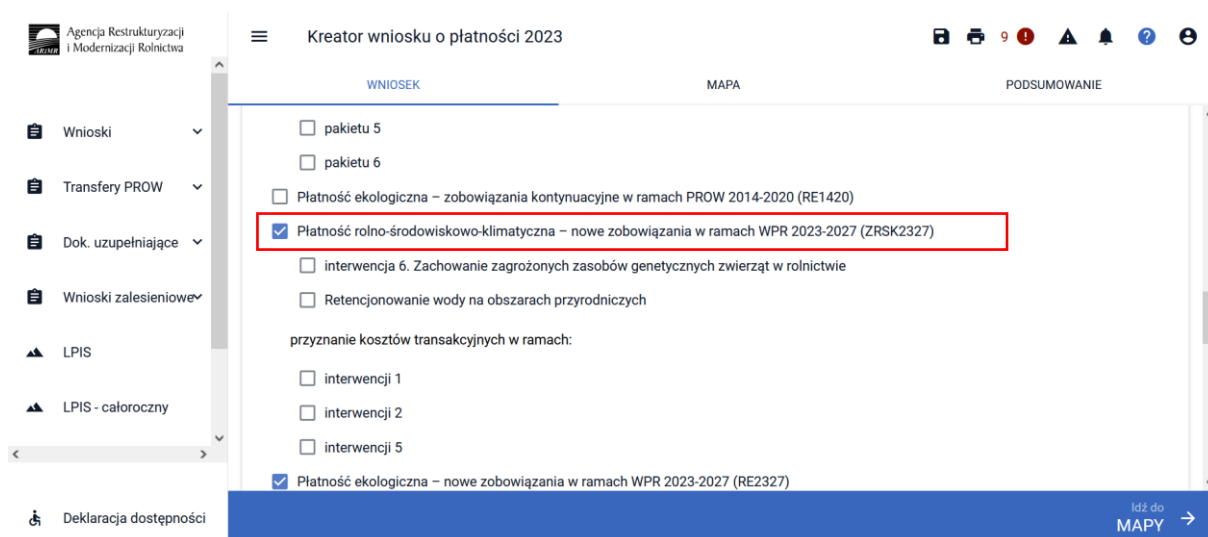 Agencja Restrukturyzacji
i Modernizacji Rolnictwa
ARiMR
Kreator wniosku o płatności 2023
9
WNIOSEK
MAPA
PODSUMOWANIE
Wnioski
Transfery PROW
Dok. uzupełniające
Wnioski zalesieniowe
LPIS
LPIS - całoroczny
Deklaracja dostępności
pakietu 5
pakietu 6
Płatność ekologiczna – zobowiązania kontynuacyjne w ramach PROW 2014-2020 (RE1420)
Płatność rolno-środowiskowo-klimatyczna – nowe zobowiązania w ramach WPR 2023-2027 (ZRSK2327)
interwencja 6. Zachowanie zagrożonych zasobów genetycznych zwierząt w rolnictwie
Retencjonowanie wody na obszarach przyrodniczych
przyznanie kosztów transakcyjnych w ramach:
interwencji 1
interwencji 2
interwencji 5
Płatność ekologiczna – nowe zobowiązania w ramach WPR 2023-2027 (RE2327)
Idź do
MAPY